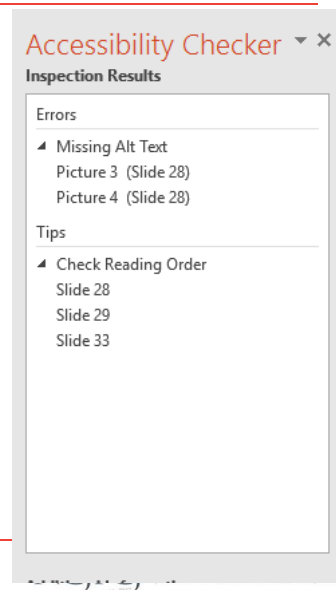 Accessibility Checker
Inspection Results
Errors
Missing Alt Text
Picture 3 (Slide 28)
Picture 4 (Slide 28)
Tips
Check Reading Order
Slide 28
Slide 29
Slide 33